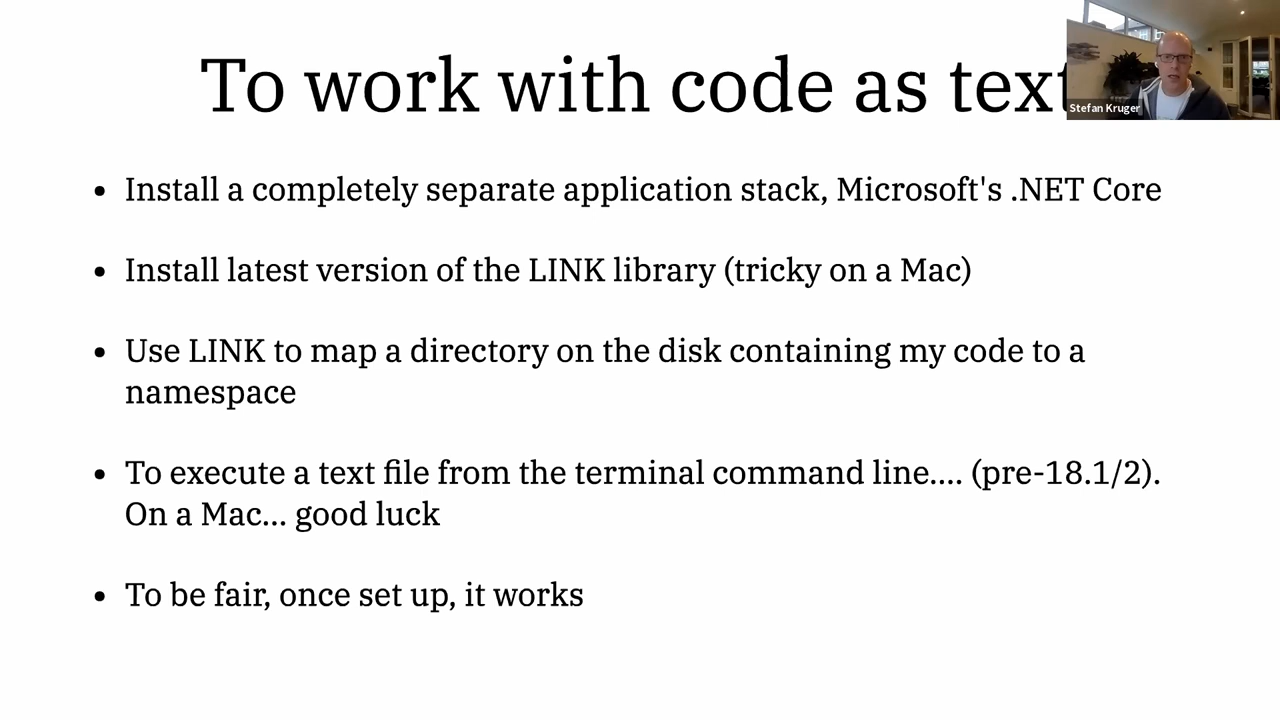 To work with code as text
Stefan Kruger
• Install a completely separate application stack, Microsoft's .NET Core
• Install latest version of the LINK library (tricky on a Mac)
• Use LINK to map a directory on the disk containing my code to a
namespace
• To execute a text file from the terminal command line.... (pre-18.1/2).
On a Mac... good luck
• To be fair, once set up, it works